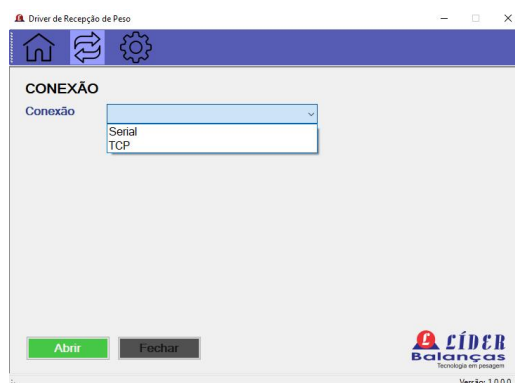 Driver de Recepção de Peso
CONEXÃO
Conexão
Serial
TCP
Abrir
Fechar
LÍDER
Balanças
Tecnologia em pesagem
Versão: 1.0.0.0